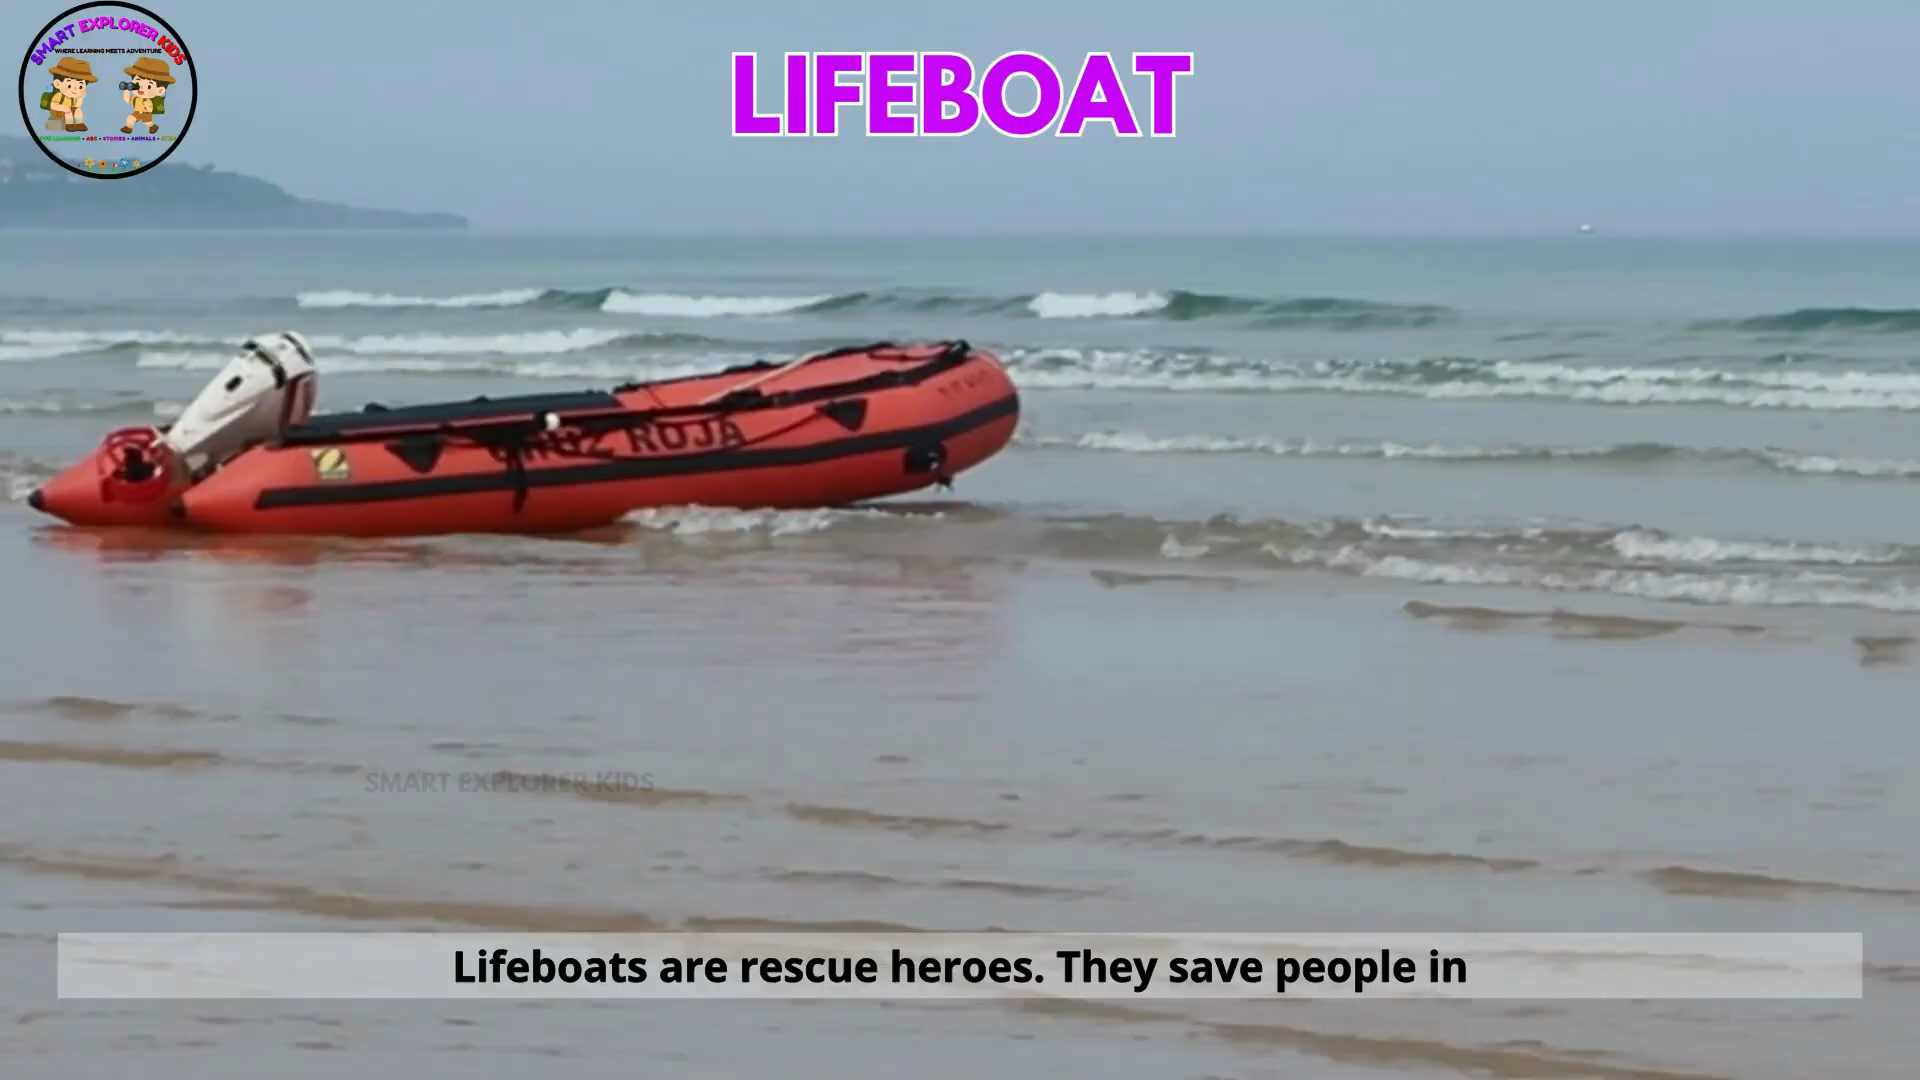 SMART EXPLORER KIDS
WHERE LEARNING MEETS ADVENTURE
LIFEBOAT
CRUZ ROJA
SMART EXPLORER KIDS
Lifeboats are rescue heroes. They save people in